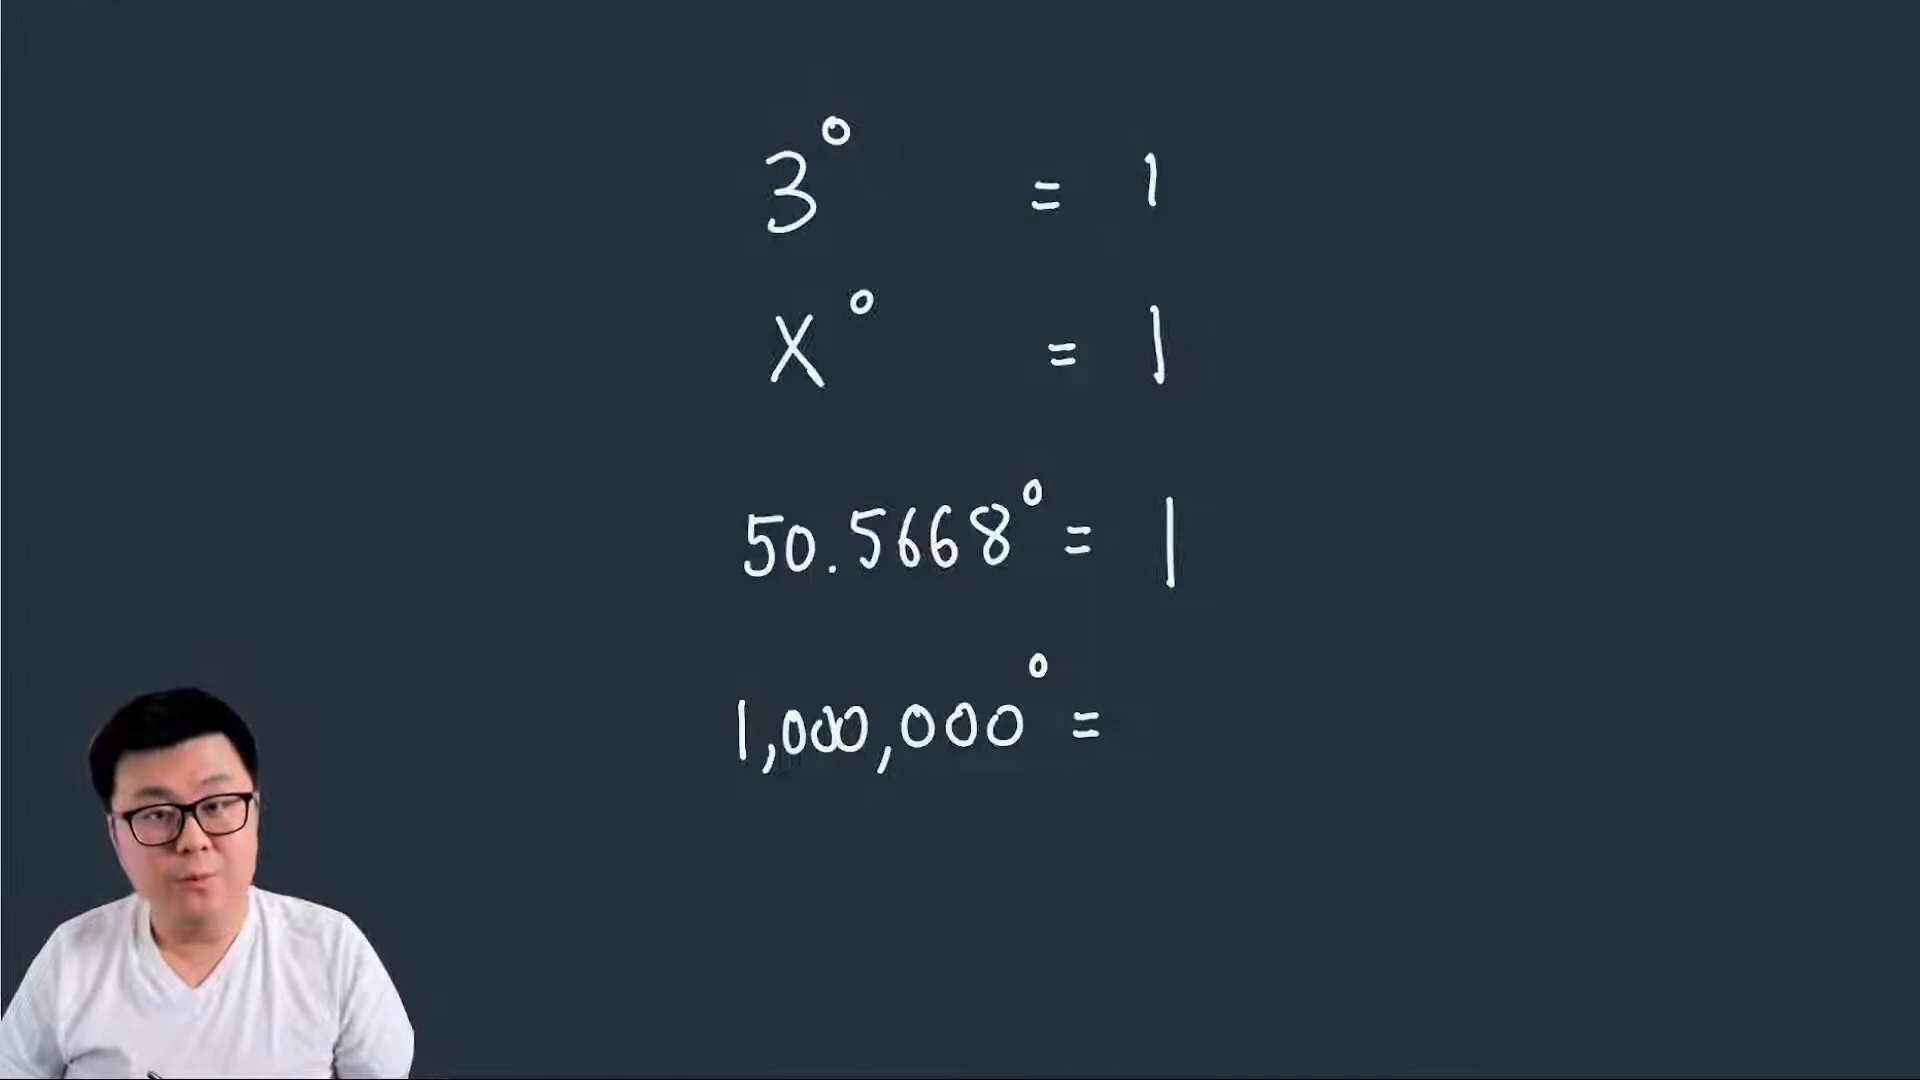 3⁰ = 1
x⁰ = 1
50.5668⁰ = 1
1,000,000⁰ =